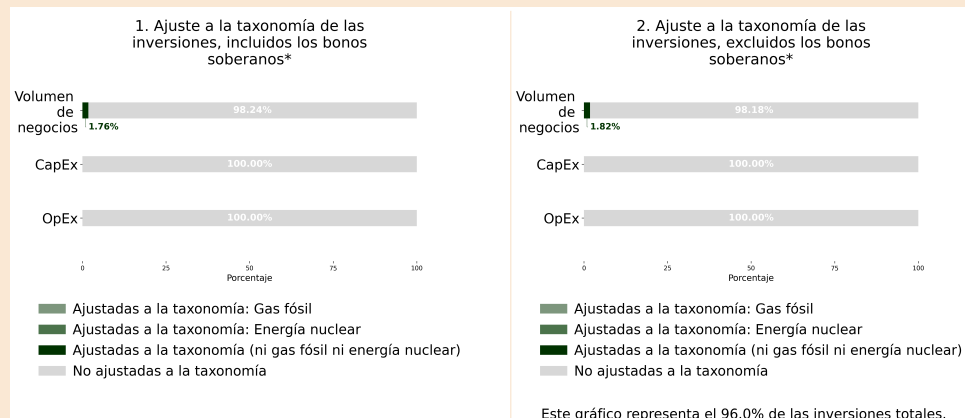 1. Ajuste a la taxonomía de las
inversiones, incluidos los bonos
soberanos*
Volumen
de
negocios
98.24%
1.76%
CapEx
100.00%
OpEx
100.00%
0
25
50
75
100
Porcentaje
Ajustadas a la taxonomía: Gas fósil
Ajustadas a la taxonomía: Energía nuclear
Ajustadas a la taxonomía (ni gas fósil ni energía nuclear)
No ajustadas a la taxonomía
2. Ajuste a la taxonomía de las
inversiones, excluidos los bonos
soberanos*
Volumen
de
negocios
98.18%
1.82%
CapEx
100.00%
OpEx
100.00%
0
25
50
75
100
Porcentaje
Ajustadas a la taxonomía: Gas fósil
Ajustadas a la taxonomía: Energía nuclear
Ajustadas a la taxonomía (ni gas fósil ni energía nuclear)
No ajustadas a la taxonomía
Este gráfico representa el 96.0% de las inversiones totales.